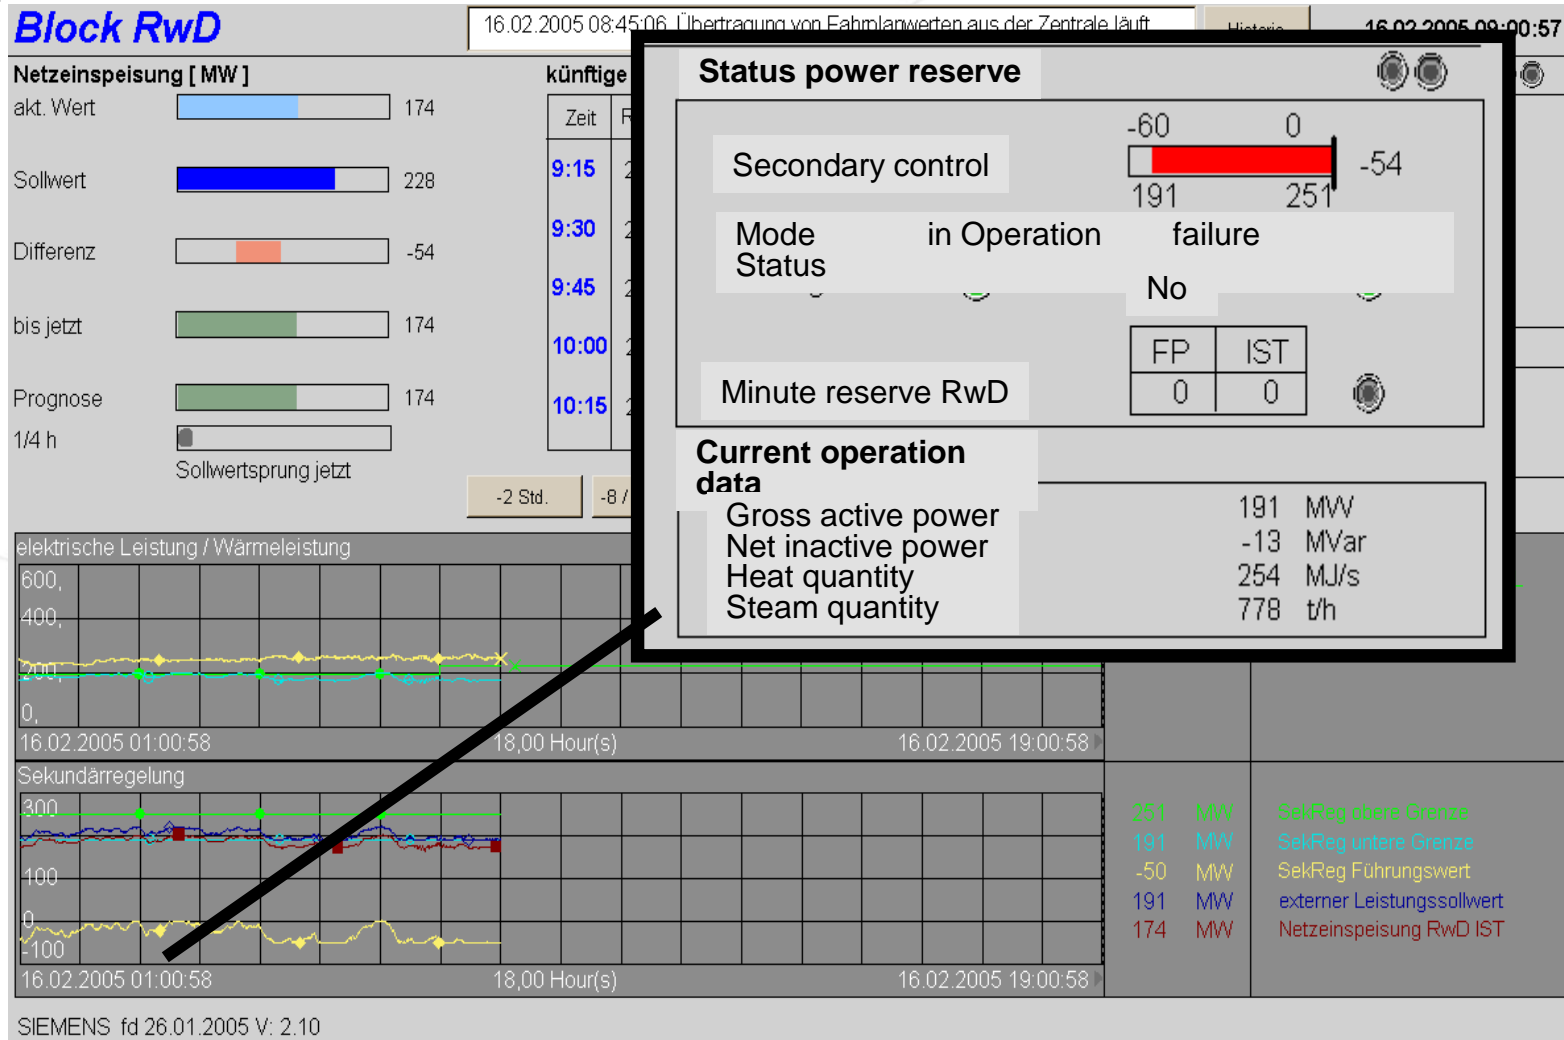 Block RwD
16.02.2005 08:45:06 Übertragung von Fahrplanwerten aus der Zentrale läuft
Historie
16.02.2005 09:00:57
Netzeinspeisung [ MW ]
akt. Wert 174
Sollwert 228
Differenz -54
bis jetzt 174
Prognose 174
1/4 h
Sollwertsprung jetzt
künftige
Zeit
9:15
9:30
9:45
10:00
10:15
-2 Std.
-8 /
Status power reserve
-60 0
Secondary control
-54
191 251
Mode in Operation failure
Status
No
FP IST
Minute reserve RwD 0 0
Current operation
data
Gross active power 191 MW
Net inactive power -13 MVar
Heat quantity 254 MJ/s
Steam quantity 778 t/h
elektrische Leistung / Wärmeleistung
600,
400,
200,
0,
16.02.2005 01:00:58 18,00 Hour(s) 16.02.2005 19:00:58
Sekundärregelung
300
100
0
-100
16.02.2005 01:00:58 18,00 Hour(s) 16.02.2005 19:00:58
251 MW SekReg obere Grenze
191 MW SekReg untere Grenze
-50 MW SekReg Führungswert
191 MW externer Leistungssollwert
174 MW Netzeinspeisung RwD IST
SIEMENS fd 26.01.2005 V: 2.10